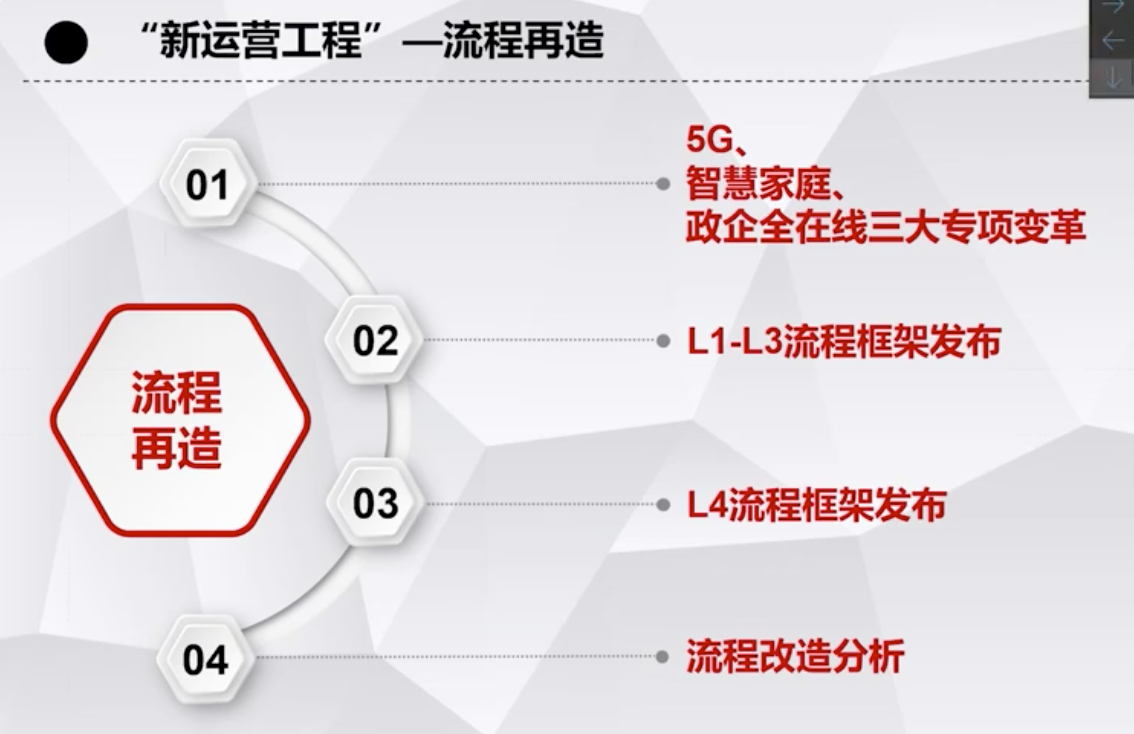 “新运营工程”—流程再造
01
5G、
智慧家庭、
政企全在线三大专项变革
02
L1-L3流程框架发布
流程
再造
03
L4流程框架发布
04
流程改造分析